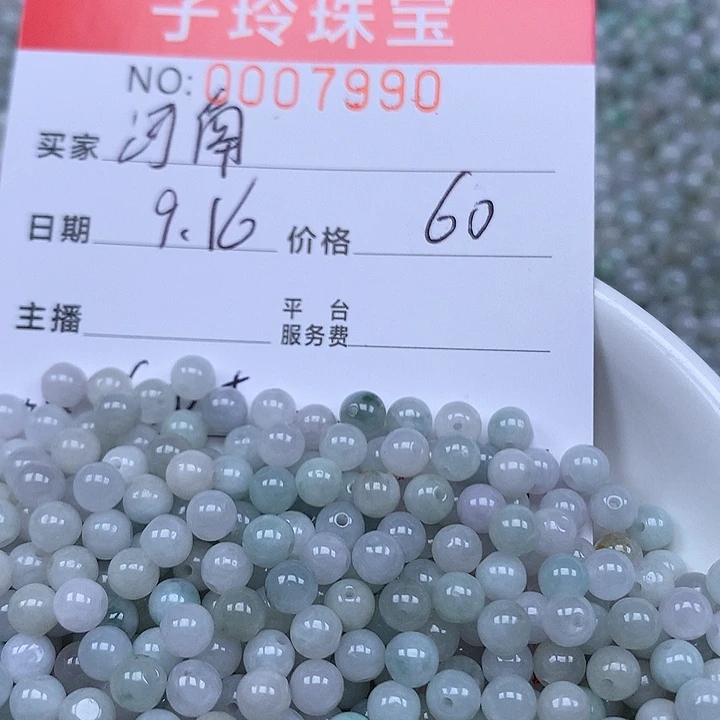 子玲珠宝
NO: 0007990
买家 河南
日期 9.16 价格 60
主播 平台服务费